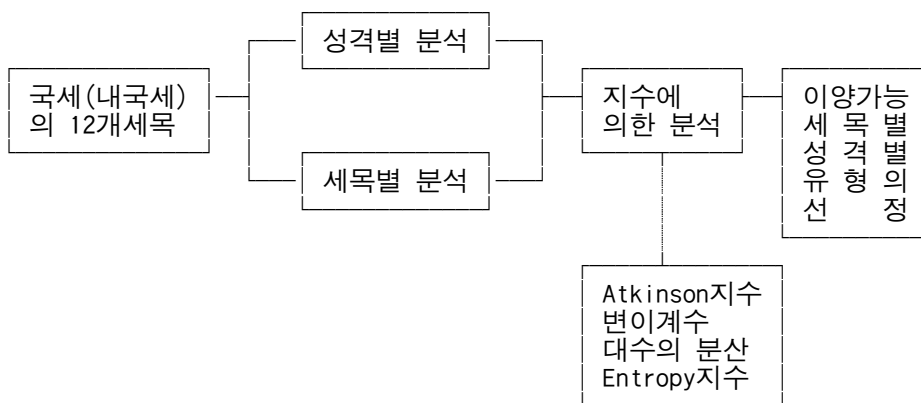 성격별 분석
국세(내국세)
의 12개세목
세목별 분석
지수에
의한 분석
이양가능
세 목 별
성 격 별
유 형 의
선 정
Atkinson지수
변이계수
대수의 분산
Entropy지수